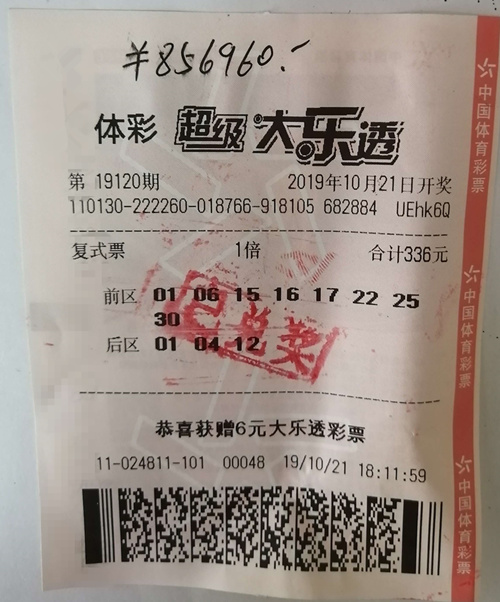 ¥856960.-
体彩 超级大乐透
第 19120期 2019年10月21日开奖
110130-222260-018766-918105 682884 UEhk6Q
复式票 1倍 合计336元
前区 01 06 15 16 17 22 25
30
后区 01 04 12
已兑奖
恭喜获赠6元大乐透彩票
11-024811-101 00048 19/10/21 18:11:59
中国体育彩票
中国体育彩票
中国体育彩票